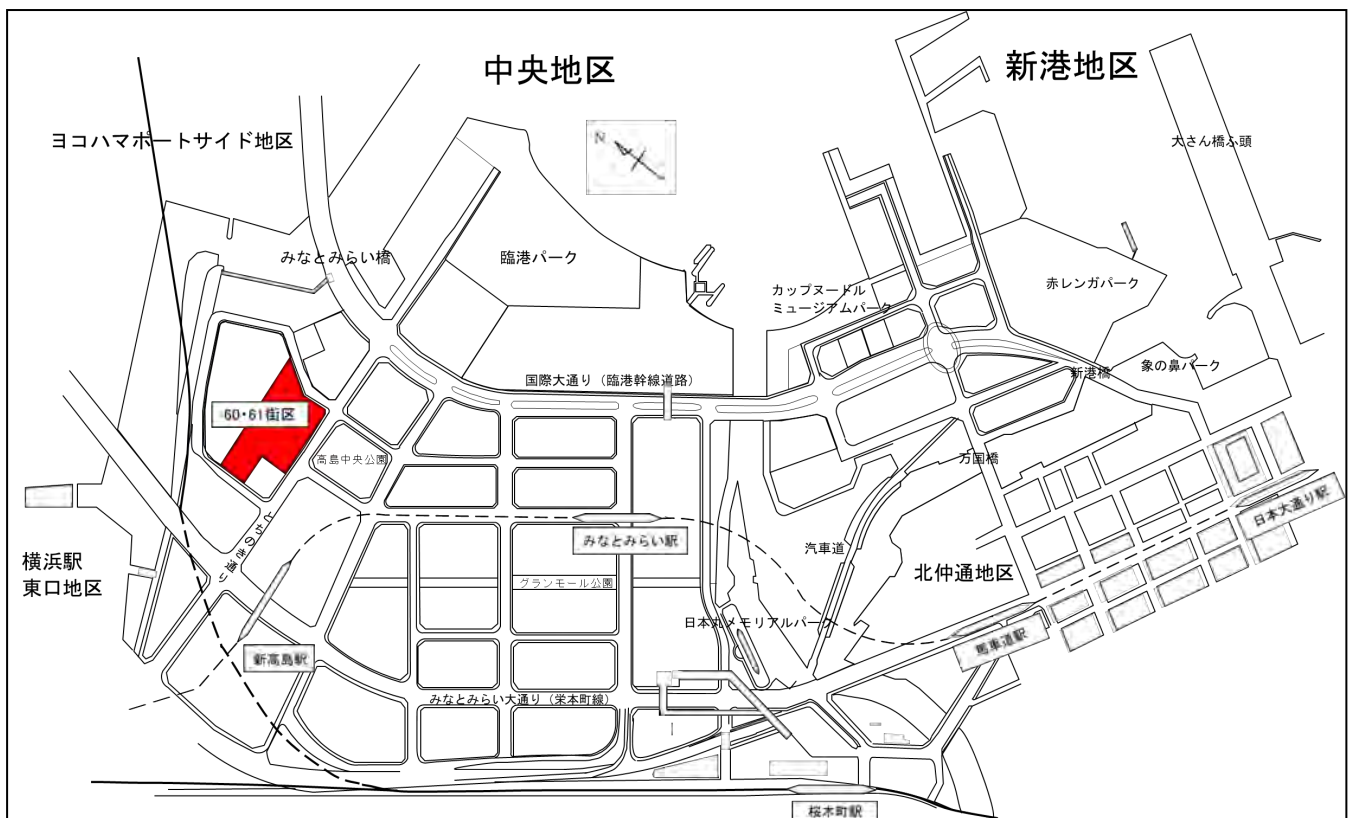 中央地区
新港地区
ヨコハマポートサイド地区
N
大さん橋ふ頭
みなとみらい橋
臨港パーク
カップヌードル
ミュージアムパーク
赤レンガパーク
国際大通り（臨港幹線道路）
新港橋
象の鼻パーク
60・61街区
高島中央公園
万国橋
とちのき通り
みなとみらい駅
日本大通り駅
横浜駅
東口地区
汽車道
北仲通地区
グランモール公園
日本丸メモリアルパーク
馬車道駅
新高島駅
みなとみらい大通り（栄本町線）
桜木町駅